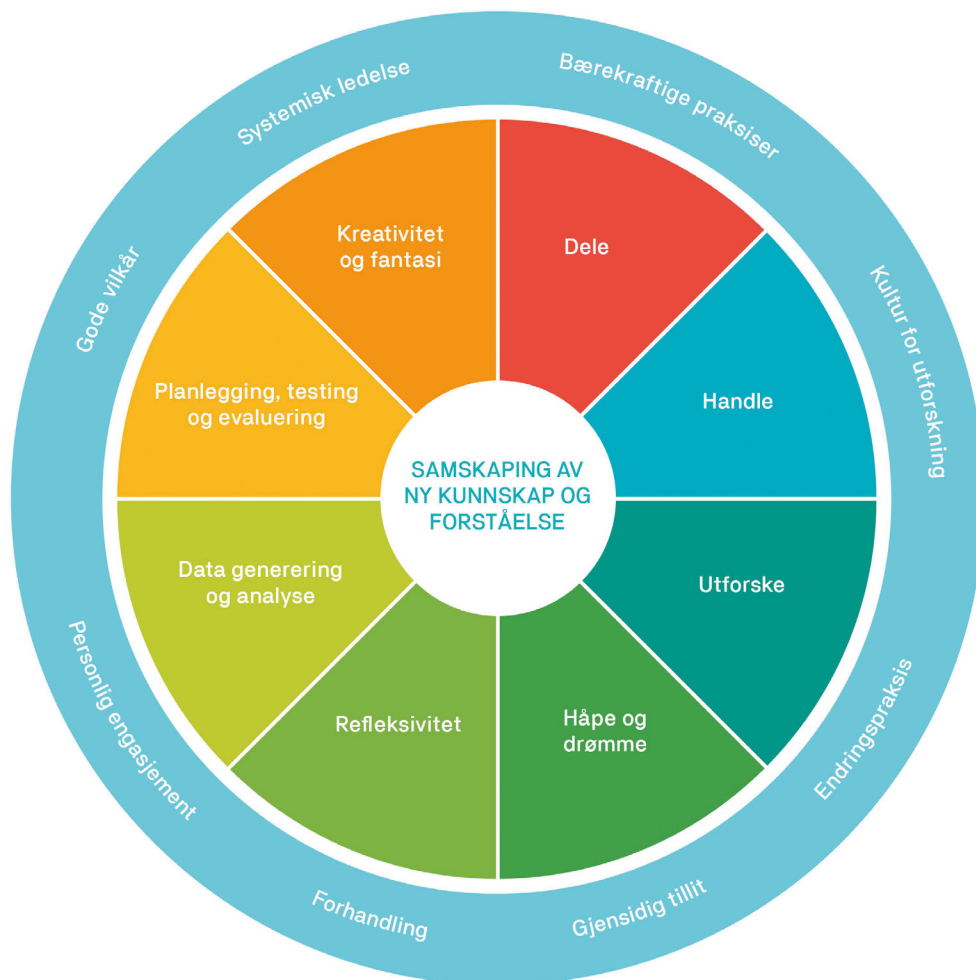 Systemisk ledelse
Bærekraftige praksiser
Kultur for utforskning
Endringspraksis
Gjensidig tillit
Forhandling
Personlig engasjement
Gode vilkår
Kreativitet
og fantasi
Dele
Handle
Utforske
Håpe og
drømme
Refleksivitet
Data generering
og analyse
Planlegging, testing
og evaluering
SAMSKAPING AV
NY KUNNSKAP OG
FORSTÅELSE